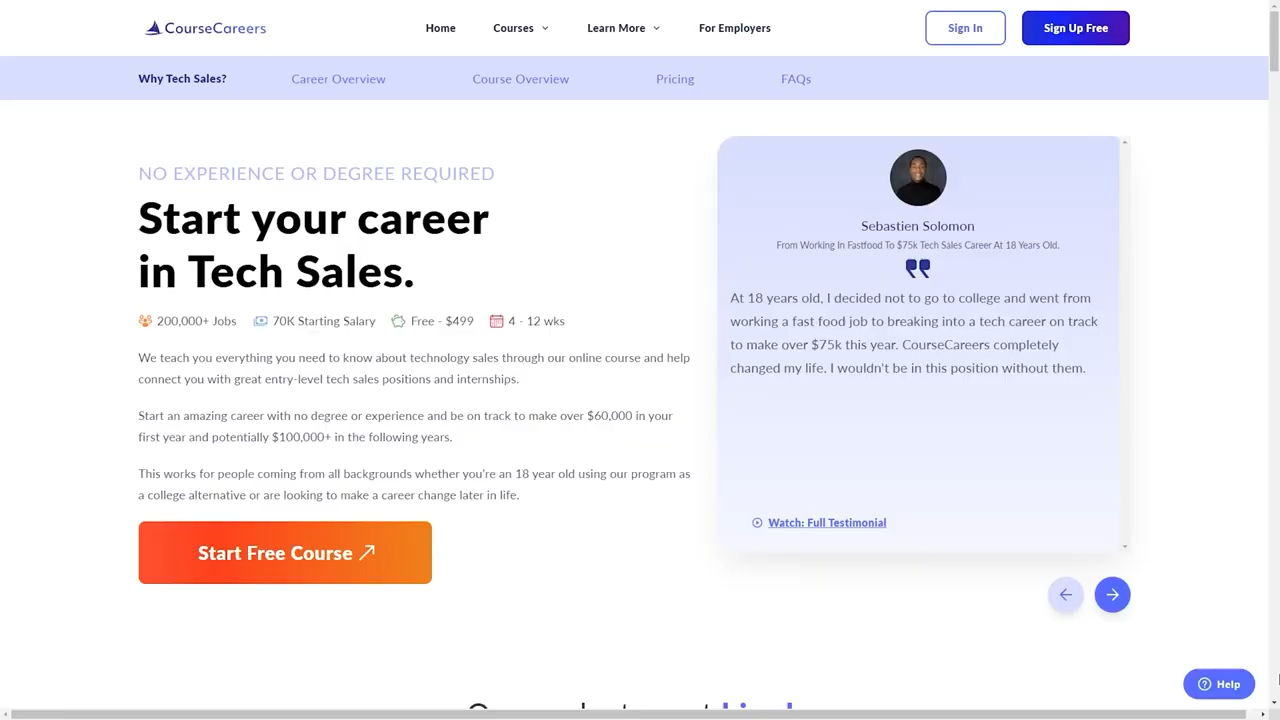 CourseCareers
Home
Courses
Learn More
For Employers
Sign In
Sign Up Free
Why Tech Sales?
Career Overview
Course Overview
Pricing
FAQs
NO EXPERIENCE OR DEGREE REQUIRED
Start your career
in Tech Sales.
200,000+ Jobs
70K Starting Salary
Free - $499
4 - 12 wks
We teach you everything you need to know about technology sales through our online course and help
connect you with great entry-level tech sales positions and internships.
Start an amazing career with no degree or experience and be on track to make over $60,000 in your
first year and potentially $100,000+ in the following years.
This works for people coming from all backgrounds whether you're an 18 year old using our program as
a college alternative or are looking to make a career change later in life.
Start Free Course
Sebastien Solomon
From Working In Fastfood To $75k Tech Sales Career At 18 Years Old.
At 18 years old, I decided not to go to college and went from
working a fast food job to breaking into a tech career on track
to make over $75k this year. CourseCareers completely
changed my life. I wouldn't be in this position without them.
Watch: Full Testimonial
Help